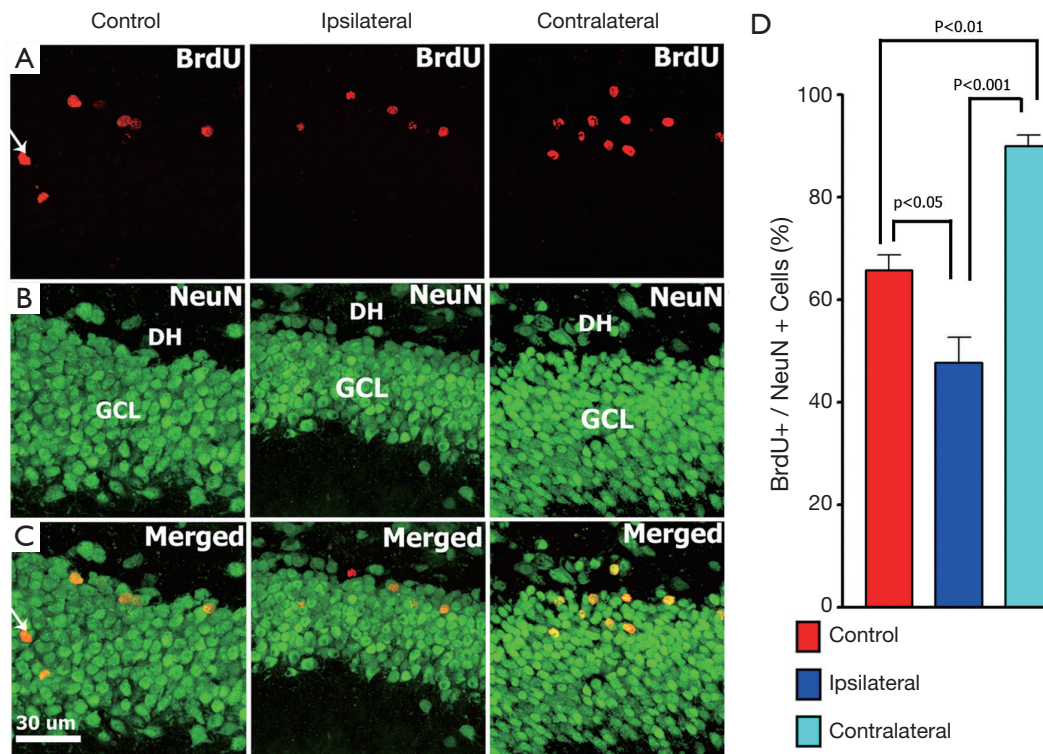 Control Ipsilateral Contralateral
A BrdU BrdU BrdU
B NeuN NeuN NeuN
DH DH DH
GCL GCL GCL
C Merged Merged Merged
30 um
D
P<0.01
P<0.001
p<0.05
BrdU+ / NeuN + Cells (%)
100
80
60
40
20
0
Control
Ipsilateral
Contralateral